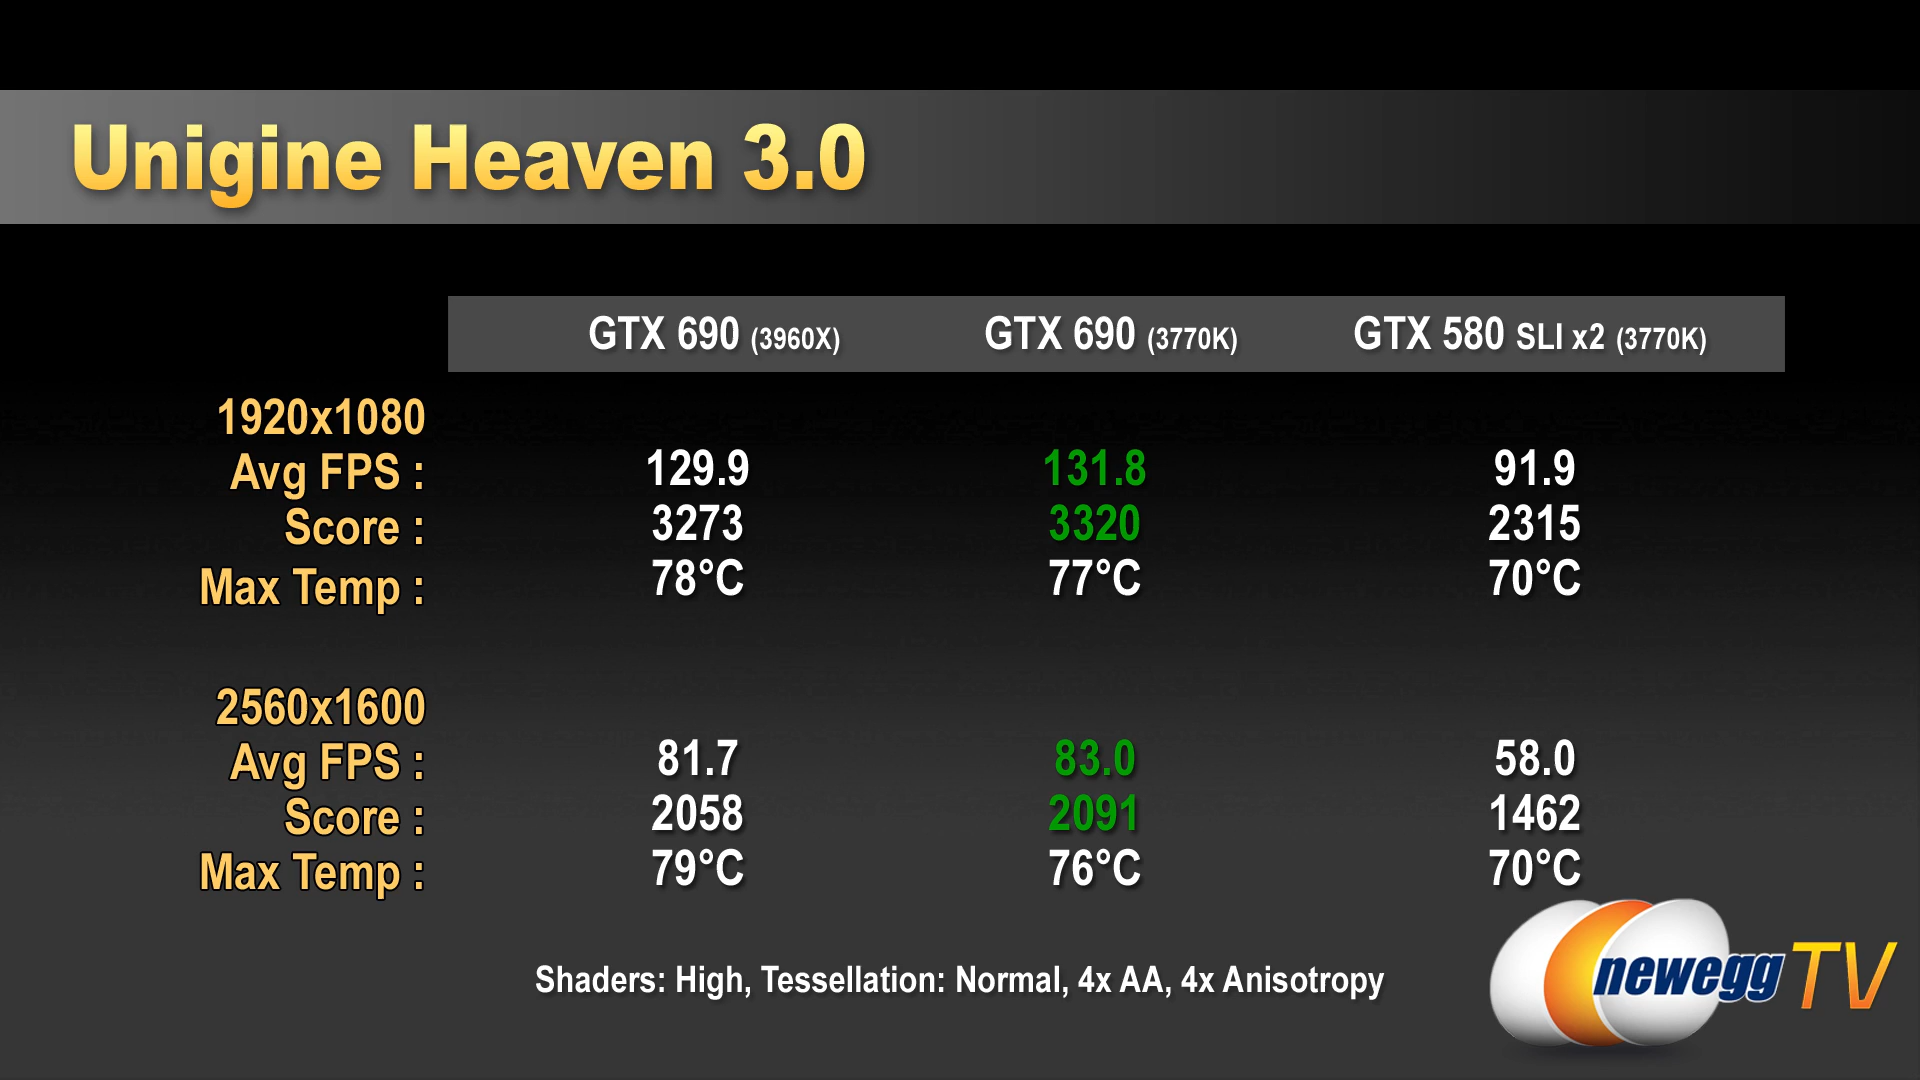 Unigine Heaven 3.0
GTX 690 (3960X) GTX 690 (3770K) GTX 580 SLI x2 (3770K)
1920x1080
Avg FPS : 129.9 131.8 91.9
Score : 3273 3320 2315
Max Temp : 78°C 77°C 70°C
2560x1600
Avg FPS : 81.7 83.0 58.0
Score : 2058 2091 1462
Max Temp : 79°C 76°C 70°C
Shaders: High, Tessellation: Normal, 4x AA, 4x Anisotropy
newegg TV